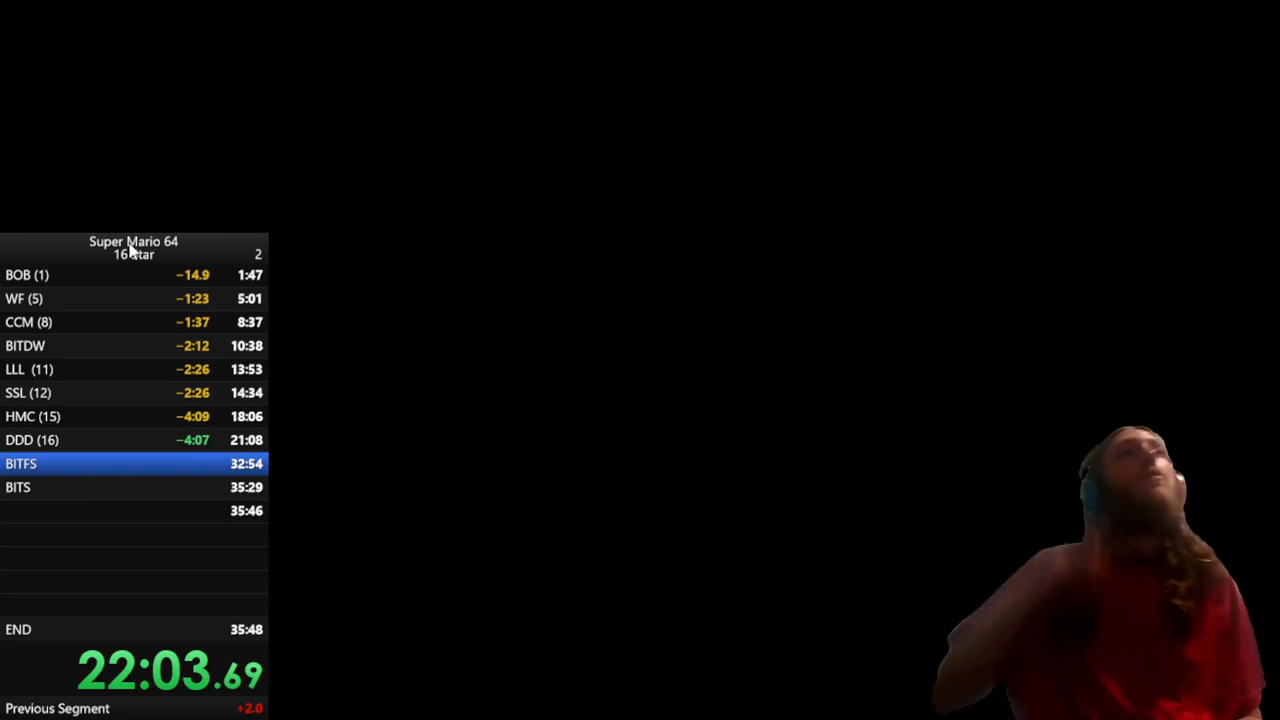 Super Mario 64
16 Star 2
BOB (1) −14.9 1:47
WF (5) −1:23 5:01
CCM (8) −1:37 8:37
BITDW −2:12 10:38
LLL (11) −2:26 13:53
SSL (12) −2:26 14:34
HMC (15) −4:09 18:06
DDD (16) −4:07 21:08
BITFS 32:54
BITS 35:29
35:46
END 35:48
22:03.69
Previous Segment +2.0